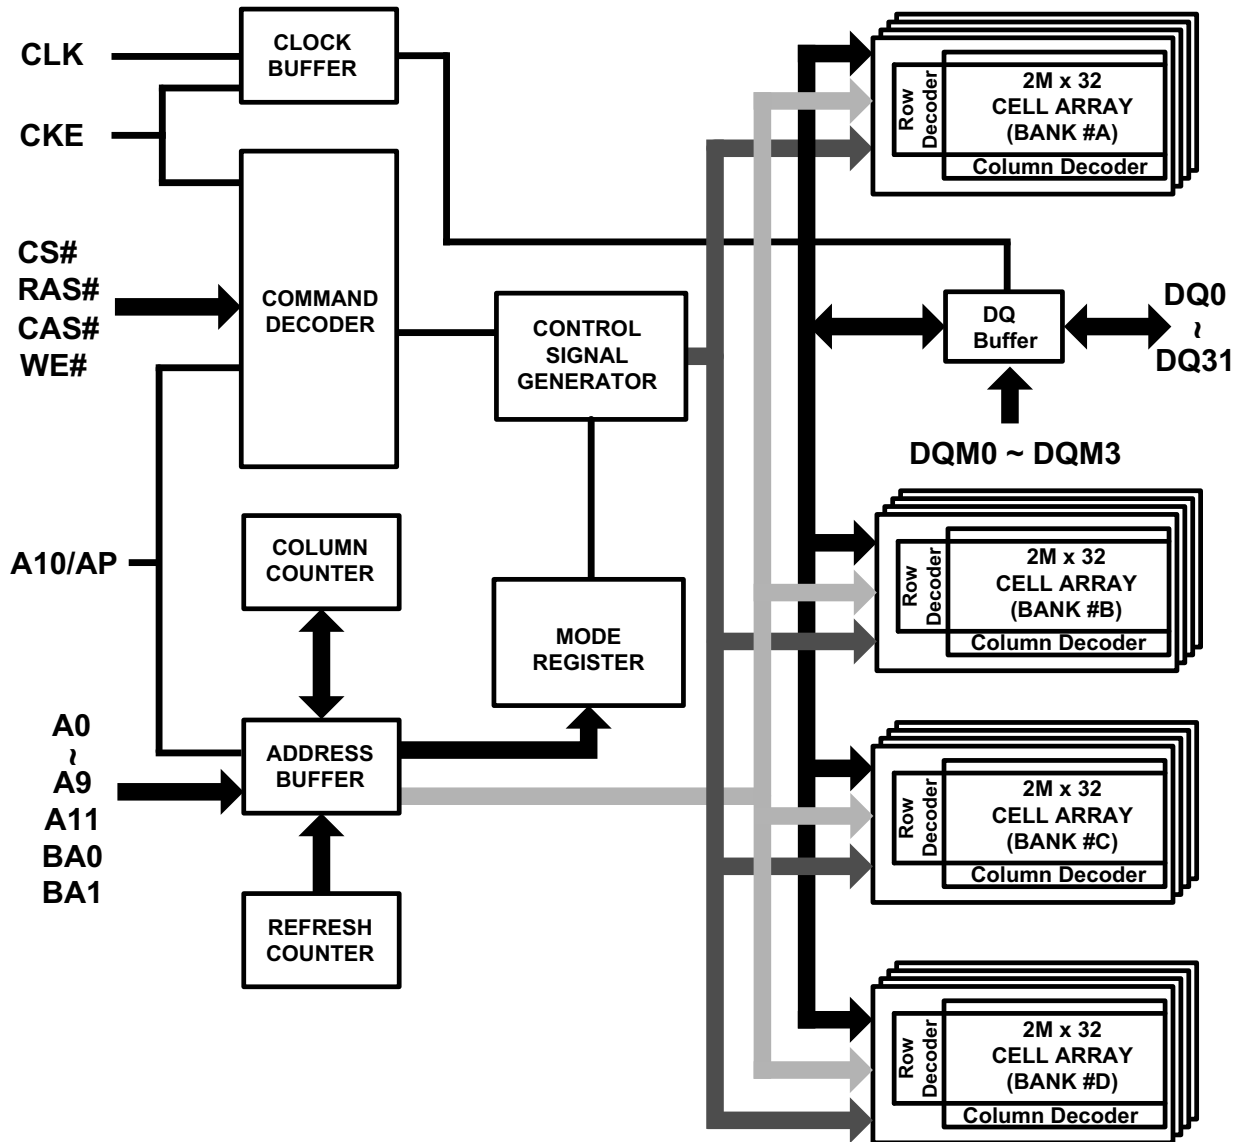 CLK
CKE
CLOCK
BUFFER
CS#
RAS#
CAS#
WE#
COMMAND
DECODER
CONTROL
SIGNAL
GENERATOR
A10/AP
COLUMN
COUNTER
MODE
REGISTER
A0
~
A9
A11
BA0
BA1
ADDRESS
BUFFER
REFRESH
COUNTER
Row
Decoder
2M x 32
CELL ARRAY
(BANK #A)
Column Decoder
DQ
Buffer
DQ0
~
DQ31
DQM0 ~ DQM3
Row
Decoder
2M x 32
CELL ARRAY
(BANK #B)
Column Decoder
Row
Decoder
2M x 32
CELL ARRAY
(BANK #C)
Column Decoder
Row
Decoder
2M x 32
CELL ARRAY
(BANK #D)
Column Decoder